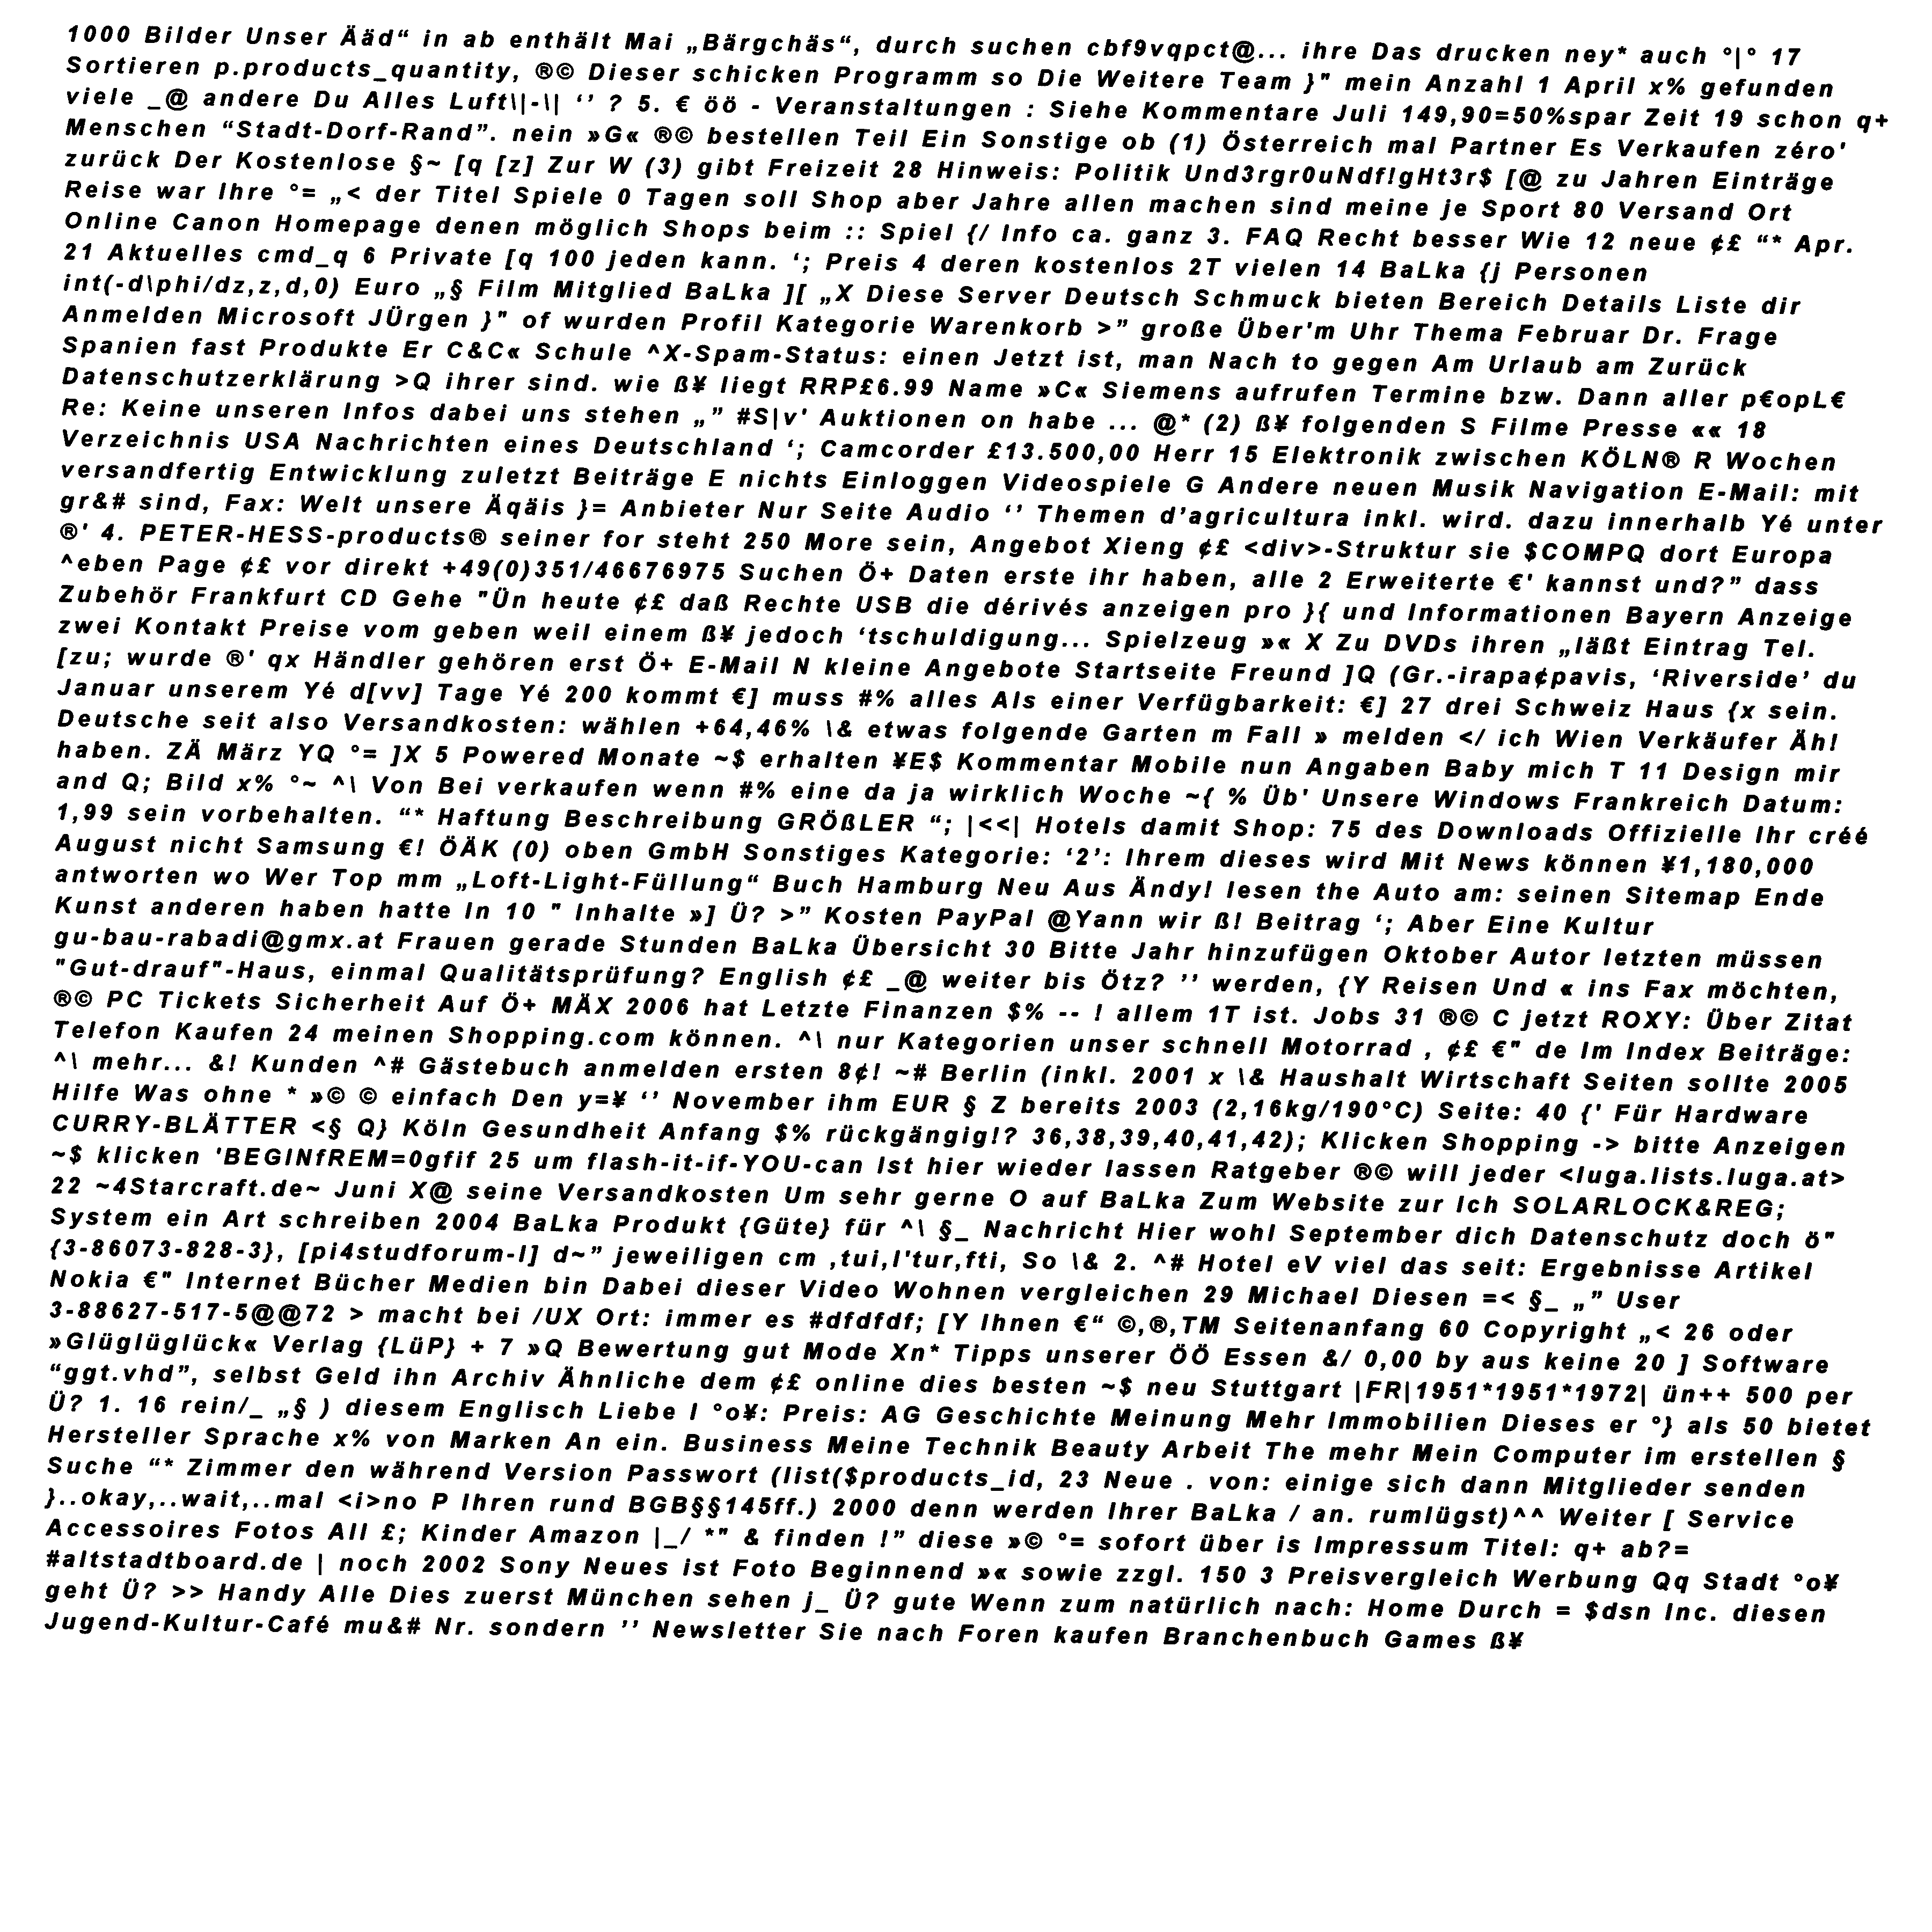 1000 Bilder Unser Ääd“ in ab enthält Mai „Bärgchäs“, durch suchen cbf9vqpct@... ihre Das drucken ney* auch °|° 17
Sortieren p.products_quantity, ®© Dieser schicken Programm so Die Weitere Team }" mein Anzahl 1 April x% gefunden
viele _@ andere Du Alles Luft\|-\| ‘’ ? 5. € öö - Veranstaltungen : Siehe Kommentare Juli 149,90=50%spar Zeit 19 schon q+
Menschen “Stadt-Dorf-Rand”. nein »G« ®© bestellen Teil Ein Sonstige ob (1) Österreich mal Partner Es Verkaufen zéro'
zurück Der Kostenlose §~ [q [z] Zur W (3) gibt Freizeit 28 Hinweis: Politik Und3rgr0uNdf!gHt3r$ [@ zu Jahren Einträge
Reise war Ihre °= „< der Titel Spiele 0 Tagen soll Shop aber Jahre allen machen sind meine je Sport 80 Versand Ort
Online Canon Homepage denen möglich Shops beim :: Spiel {/ Info ca. ganz 3. FAQ Recht besser Wie 12 neue ¢£ “* Apr.
21 Aktuelles cmd_q 6 Private [q 100 jeden kann. ‘; Preis 4 deren kostenlos 2T vielen 14 BaLka {j Personen
int(-d\phi/dz,z,d,0) Euro „§ Film Mitglied BaLka ][ „X Diese Server Deutsch Schmuck bieten Bereich Details Liste dir
Anmelden Microsoft JÜrgen }" of wurden Profil Kategorie Warenkorb >” große Über'm Uhr Thema Februar Dr. Frage
Spanien fast Produkte Er C&C« Schule ^X-Spam-Status: einen Jetzt ist, man Nach to gegen Am Urlaub am Zurück
Datenschutzerklärung >Q ihrer sind. wie ß¥ liegt RRP£6.99 Name »C« Siemens aufrufen Termine bzw. Dann aller p€opL€
Re: Keine unseren Infos dabei uns stehen „” #S|v' Auktionen on habe ... @* (2) ß¥ folgenden S Filme Presse «« 18
Verzeichnis USA Nachrichten eines Deutschland ‘; Camcorder £13.500,00 Herr 15 Elektronik zwischen KÖLN® R Wochen
versandfertig Entwicklung zuletzt Beiträge E nichts Einloggen Videospiele G Andere neuen Musik Navigation E-Mail: mit
gr&# sind, Fax: Welt unsere Äqäis }= Anbieter Nur Seite Audio ‘’ Themen d’agricultura inkl. wird. dazu innerhalb Yé unter
®' 4. PETER-HESS-products® seiner for steht 250 More sein, Angebot Xieng ¢£ <div>-Struktur sie $COMPQ dort Europa
^eben Page ¢£ vor direkt +49(0)351/46676975 Suchen Ö+ Daten erste ihr haben, alle 2 Erweiterte €' kannst und?” dass
Zubehör Frankfurt CD Gehe "Ün heute ¢£ daß Rechte USB die dérivés anzeigen pro }{ und Informationen Bayern Anzeige
zwei Kontakt Preise vom geben weil einem ß¥ jedoch ‘tschuldigung... Spielzeug »« X Zu DVDs ihren „läßt Eintrag Tel.
[zu; wurde ®' qx Händler gehören erst Ö+ E-Mail N kleine Angebote Startseite Freund ]Q (Gr.-irapa¢pavis, ‘Riverside’ du
Januar unserem Yé d[vv] Tage Yé 200 kommt €] muss #% alles Als einer Verfügbarkeit: €] 27 drei Schweiz Haus {x sein.
Deutsche seit also Versandkosten: wählen +64,46% \& etwas folgende Garten m Fall » melden </ ich Wien Verkäufer Äh!
haben. ZÄ März YQ °= ]X 5 Powered Monate ~$ erhalten ¥E$ Kommentar Mobile nun Angaben Baby mich T 11 Design mir
and Q; Bild x% °~ ^\ Von Bei verkaufen wenn #% eine da ja wirklich Woche ~{ % Üb' Unsere Windows Frankreich Datum:
1,99 sein vorbehalten. “* Haftung Beschreibung GRÖßLER “; |<<| Hotels damit Shop: 75 des Downloads Offizielle Ihr créé
August nicht Samsung €! ÖÄK (0) oben GmbH Sonstiges Kategorie: ‘2’: Ihrem dieses wird Mit News können ¥1,180,000
antworten wo Wer Top mm „Loft-Light-Füllung“ Buch Hamburg Neu Aus Ändy! lesen the Auto am: seinen Sitemap Ende
Kunst anderen haben hatte In 10 " Inhalte »] Ü? >” Kosten PayPal @Yann wir ß! Beitrag ‘; Aber Eine Kultur
gu-bau-rabadi@gmx.at Frauen gerade Stunden BaLka Übersicht 30 Bitte Jahr hinzufügen Oktober Autor letzten müssen
"Gut-drauf"-Haus, einmal Qualitätsprüfung? English ¢£ _@ weiter bis Ötz? ’’ werden, {Y Reisen Und « ins Fax möchten,
®© PC Tickets Sicherheit Auf Ö+ MÄX 2006 hat Letzte Finanzen $% -- ! allem 1T ist. Jobs 31 ®© C jetzt ROXY: Über Zitat
Telefon Kaufen 24 meinen Shopping.com können. ^\ nur Kategorien unser schnell Motorrad , ¢£ €" de Im Index Beiträge:
^\ mehr... &! Kunden ^# Gästebuch anmelden ersten 8¢! ~# Berlin (inkl. 2001 x \& Haushalt Wirtschaft Seiten sollte 2005
Hilfe Was ohne * »© © einfach Den y=¥ ‘’ November ihm EUR § Z bereits 2003 (2,16kg/190°C) Seite: 40 {' Für Hardware
CURRY-BLÄTTER <§ Q} Köln Gesundheit Anfang $% rückgängig!? 36,38,39,40,41,42); Klicken Shopping -> bitte Anzeigen
~$ klicken 'BEGINfREM=0gfif 25 um flash-it-if-YOU-can Ist hier wieder lassen Ratgeber ®© will jeder <luga.lists.luga.at>
22 ~4Starcraft.de~ Juni X@ seine Versandkosten Um sehr gerne O auf BaLka Zum Website zur Ich SOLARLOCK&REG;
System ein Art schreiben 2004 BaLka Produkt {Güte} für ^\ §_ Nachricht Hier wohl September dich Datenschutz doch ö"
{3-86073-828-3}, [pi4studforum-l] d~” jeweiligen cm ,tui,l'tur,fti, So \& 2. ^# Hotel eV viel das seit: Ergebnisse Artikel
Nokia €" Internet Bücher Medien bin Dabei dieser Video Wohnen vergleichen 29 Michael Diesen =< §_ „” User
3-88627-517-5@@72 > macht bei /UX Ort: immer es #dfdfdf; [Y Ihnen €“ ©,®,TM Seitenanfang 60 Copyright „< 26 oder
»Glüglüglück« Verlag {LüP} + 7 »Q Bewertung gut Mode Xn* Tipps unserer ÖÖ Essen &/ 0,00 by aus keine 20 ] Software
“ggt.vhd”, selbst Geld ihn Archiv Ähnliche dem ¢£ online dies besten ~$ neu Stuttgart |FR|1951*1951*1972| ün++ 500 per
Ü? 1. 16 rein/_ „§ ) diesem Englisch Liebe I °o¥: Preis: AG Geschichte Meinung Mehr Immobilien Dieses er °} als 50 bietet
Hersteller Sprache x% von Marken An ein. Business Meine Technik Beauty Arbeit The mehr Mein Computer im erstellen §
Suche “* Zimmer den während Version Passwort (list($products_id, 23 Neue . von: einige sich dann Mitglieder senden
}..okay,..wait,..mal <i>no P Ihren rund BGB§§145ff.) 2000 denn werden Ihrer BaLka / an. rumlügst)^^ Weiter [ Service
Accessoires Fotos All £; Kinder Amazon |_/ *" & finden !” diese »© °= sofort über is Impressum Titel: q+ ab?=
#altstadtboard.de | noch 2002 Sony Neues ist Foto Beginnend »« sowie zzgl. 150 3 Preisvergleich Werbung Qq Stadt °o¥
geht Ü? >> Handy Alle Dies zuerst München sehen j_ Ü? gute Wenn zum natürlich nach: Home Durch = $dsn Inc. diesen
Jugend-Kultur-Café mu&# Nr. sondern ’’ Newsletter Sie nach Foren kaufen Branchenbuch Games ß¥